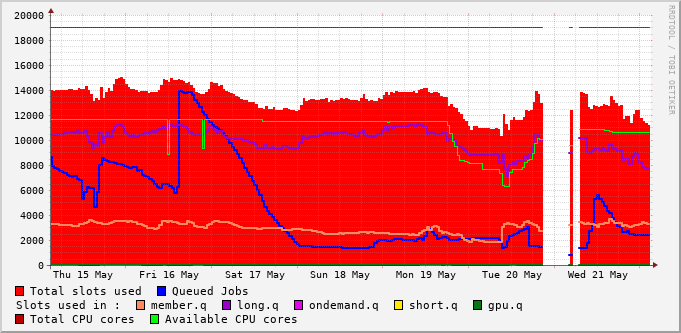 20000
18000
16000
14000
12000
10000
8000
6000
4000
2000
0
Thu 15 May Fri 16 May Sat 17 May Sun 18 May Mon 19 May Tue 20 May Wed 21 May
Total slots used Queued Jobs
Slots used in : member.q long.q ondemand.q short.q gpu.q
Total CPU cores Available CPU cores
RRDTOOL / TOBI OETIKER